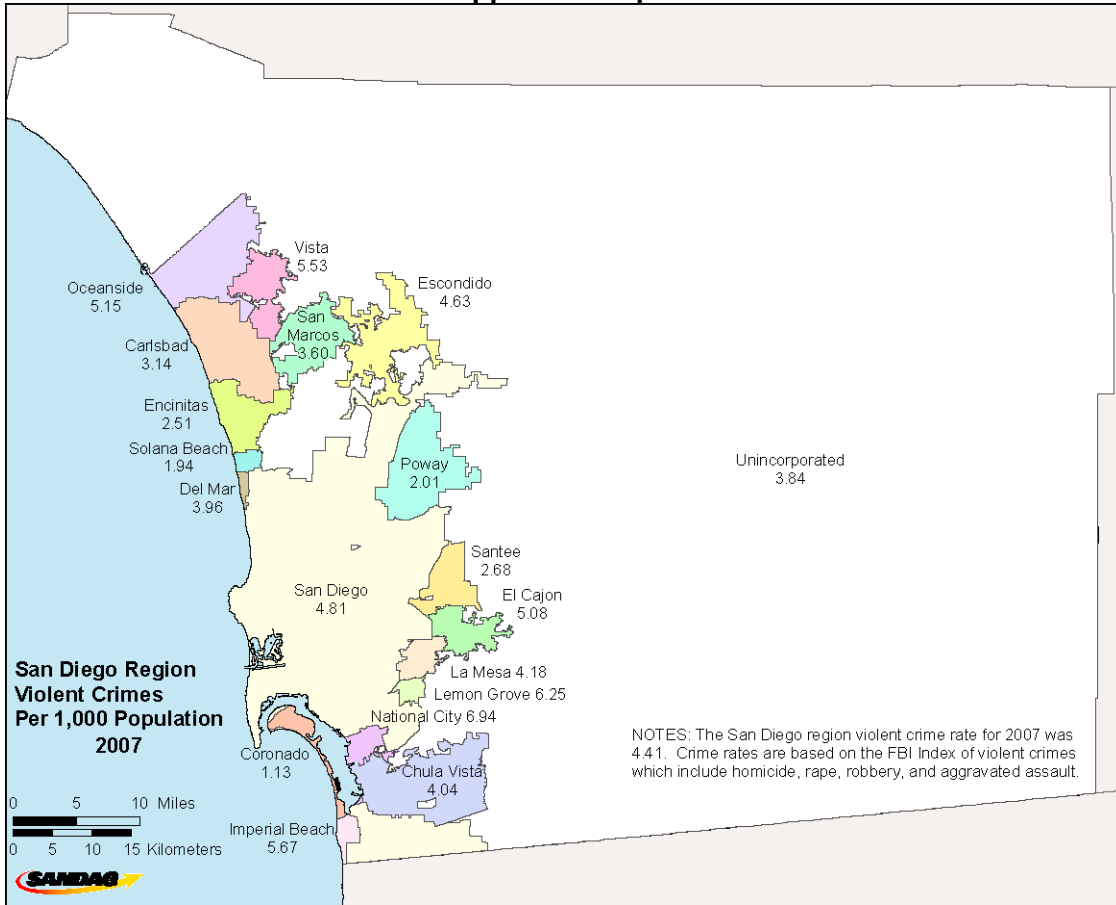 Vista
5.53
Oceanside
5.15
Escondido
4.63
San
Marcos
3.60
Carlsbad
3.14
Encinitas
2.51
Solana Beach
1.94
Del Mar
3.96
Poway
2.01
Unincorporated
3.84
Santee
2.68
San Diego
4.81
El Cajon
5.08
La Mesa 4.18
Lemon Grove 6.25
National City 6.94
San Diego Region
Violent Crimes
Per 1,000 Population
2007
Coronado
1.13
Chula Vista
4.04
NOTES: The San Diego region violent crime rate for 2007 was
4.41. Crime rates are based on the FBI Index of violent crimes
which include homicide, rape, robbery, and aggravated assault.
0 5 10 Miles
0 5 10 15 Kilometers
Imperial Beach
5.67
SANDAG